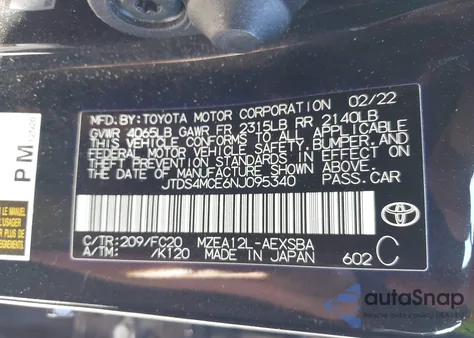 MFD. BY: TOYOTA MOTOR CORPORATION 02/22
GVWR 4065LB GAWR FR 2315LB RR 2140LB
THIS VEHICLE CONFORMS TO ALL APPLICABLE
FEDERAL MOTOR VEHICLE SAFETY, BUMPER, AND
THEFT PREVENTION STANDARDS IN EFFECT ON
THE DATE OF MANUFACTURE SHOWN ABOVE.
JTDS4MCE6NJ095340 PASS.CAR
C/TR:209/FC20 MZEA12L-AEXSBA
A/TM: /K120 MADE IN JAPAN 602 C
TOYOTA
PM
L'USAGER
autoSnap